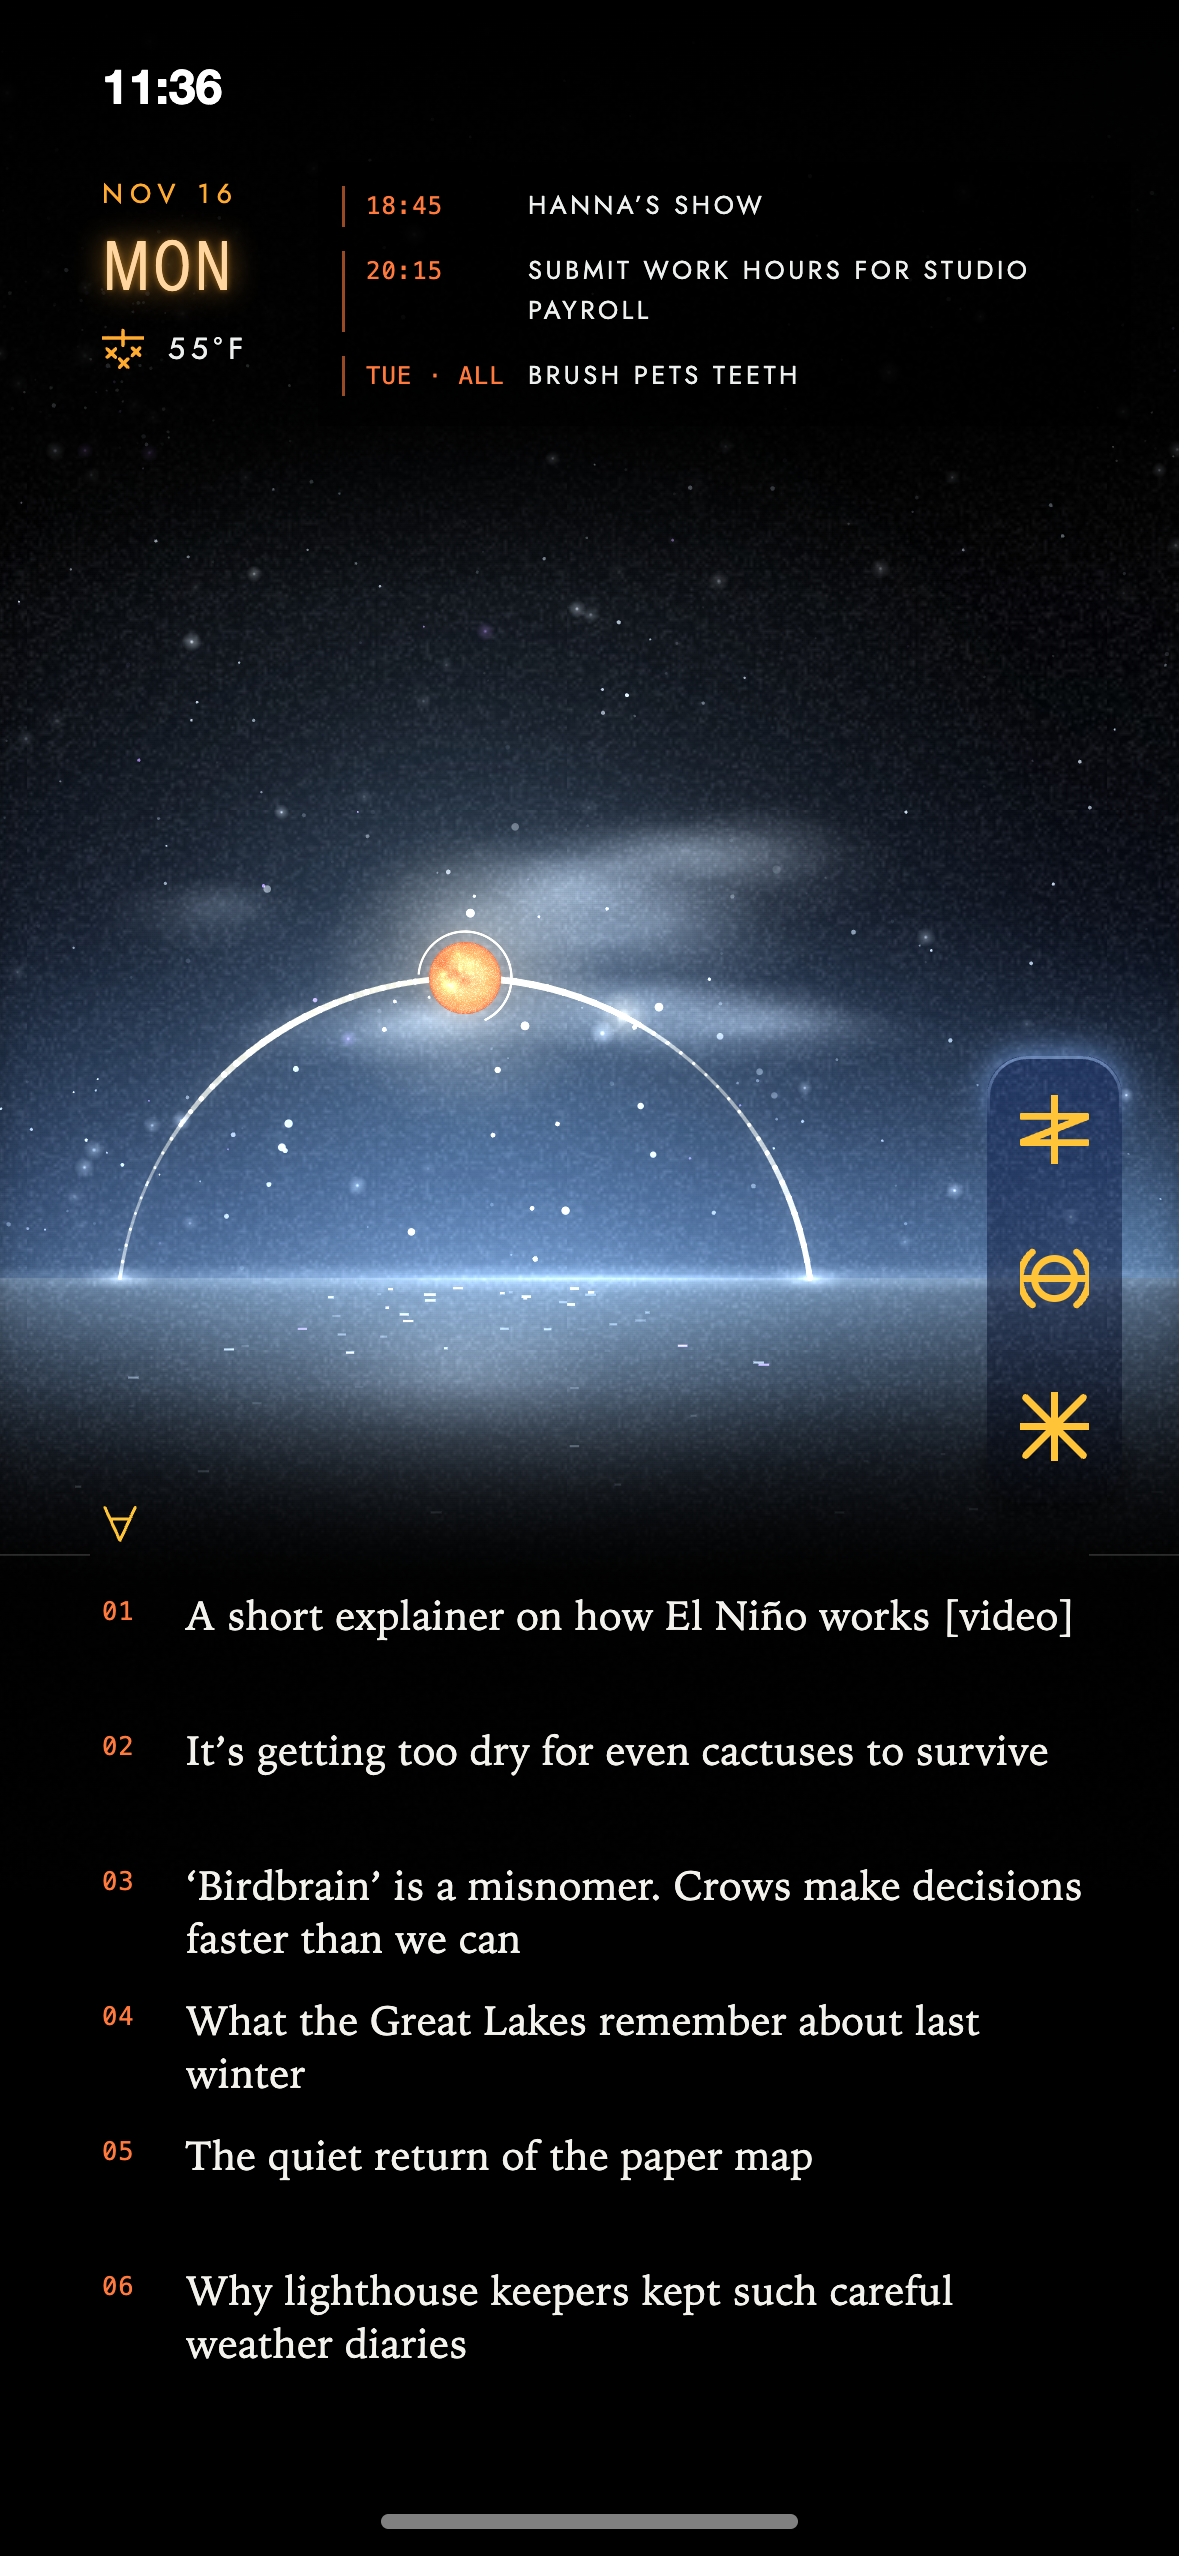 11:36
NOV 16
MON
55°F
18:45 HANNA’S SHOW
20:15 SUBMIT WORK HOURS FOR STUDIO
PAYROLL
TUE · ALL BRUSH PETS TEETH
01 A short explainer on how El Niño works [video]
02 It’s getting too dry for even cactuses to survive
03 ‘Birdbrain’ is a misnomer. Crows make decisions
faster than we can
04 What the Great Lakes remember about last
winter
05 The quiet return of the paper map
06 Why lighthouse keepers kept such careful
weather diaries